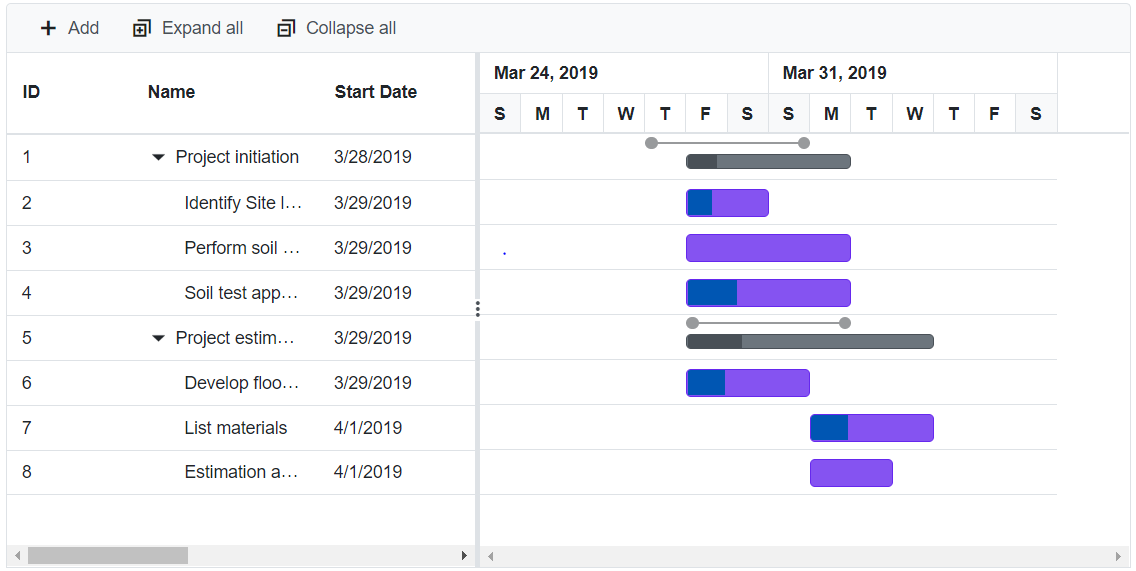 Add Expand all Collapse all
Mar 24, 2019 Mar 31, 2019
ID Name Start Date
S M T W T F S S M T W T F S
1 Project initiation 3/28/2019
2 Identify Site l... 3/29/2019
3 Perform soil ... 3/29/2019
4 Soil test app... 3/29/2019
5 Project estim... 3/29/2019
6 Develop floo... 3/29/2019
7 List materials 4/1/2019
8 Estimation a... 4/1/2019